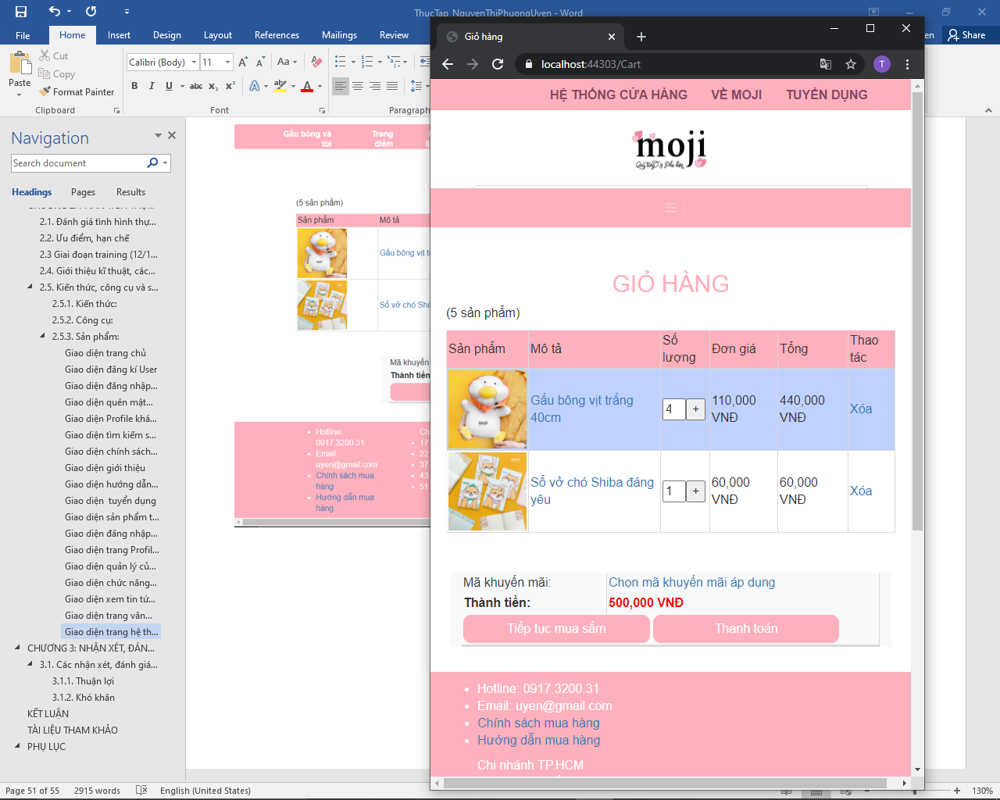 ThucTap_NguyenThiPhuongUyen - Word
File
Home
Insert
Design
Layout
References
Mailings
Review
Share
Paste
Cut
Copy
Format Painter
Clipboard
Calibri (Body)
11
Font
Paragraph
Navigation
Search document
Headings
Pages
Results
2.1. Đánh giá tình hình thự...
2.2. Ưu điểm, hạn chế
2.3 Giai đoạn training (12/1...
2.4. Giới thiệu kĩ thuật, các...
2.5. Kiến thức, công cụ và s...
2.5.1. Kiến thức:
2.5.2. Công cụ:
2.5.3. Sản phẩm:
Giao diện trang chủ
Giao diện đăng kí User
Giao diện đăng nhập...
Giao diện quên mật...
Giao diện Profile khá...
Giao diện tìm kiếm s...
Giao diện chính sách...
Giao diện giới thiệu
Giao diện hướng dẫn...
Giao diện  tuyển dụng
Giao diện sản phẩm t...
Giao diện đăng nhập...
Giao diện trang Profil...
Giao diện quản lý củ...
Giao diện chức năng...
Giao diện xem tin tứ...
Giao diện trang văn...
Giao diện trang hệ th...
CHƯƠNG 3: NHẬN XÉT, ĐÁN...
3.1. Các nhận xét, đánh giá...
3.1.1. Thuận lợi
3.1.2. Khó khăn
KẾT LUẬN
TÀI LIỆU THAM KHẢO
PHỤ LỤC
Gấu bông và
túi
Trang
điểm
(5 sản phẩm)
Sản phẩm
Mô tả
Gấu bông vịt
Sổ vở chó Shi
Mã khuyến
Thành tiền
Hotline:
0917.3200.31
Email:
uyen@gmail.com
Chính sách mua
hàng
Hướng dẫn mua
hàng
Ch
17
22
37
43
51
Page 51 of 55
2915 words
English (United States)
130%
Giỏ hàng
localhost:44303/Cart
T
HỆ THỐNG CỬA HÀNG
VỀ MOJI
TUYỂN DỤNG
moji
GIỎ HÀNG
(5 sản phẩm)
Sản phẩm
Mô tả
Số
lượng
Đơn giá
Tổng
Thao
tác
Gấu bông vịt trắng
40cm
4
+
110,000
VNĐ
440,000
VNĐ
Xóa
Sổ vở chó Shiba đáng
yêu
1
+
60,000
VNĐ
60,000
VNĐ
Xóa
Mã khuyến mãi:
Chọn mã khuyến mãi áp dụng
Thành tiền:
500,000 VNĐ
Tiếp tục mua sắm
Thanh toán
Hotline: 0917.3200.31
Email: uyen@gmail.com
Chính sách mua hàng
Hướng dẫn mua hàng
Chi nhánh TP.HCM